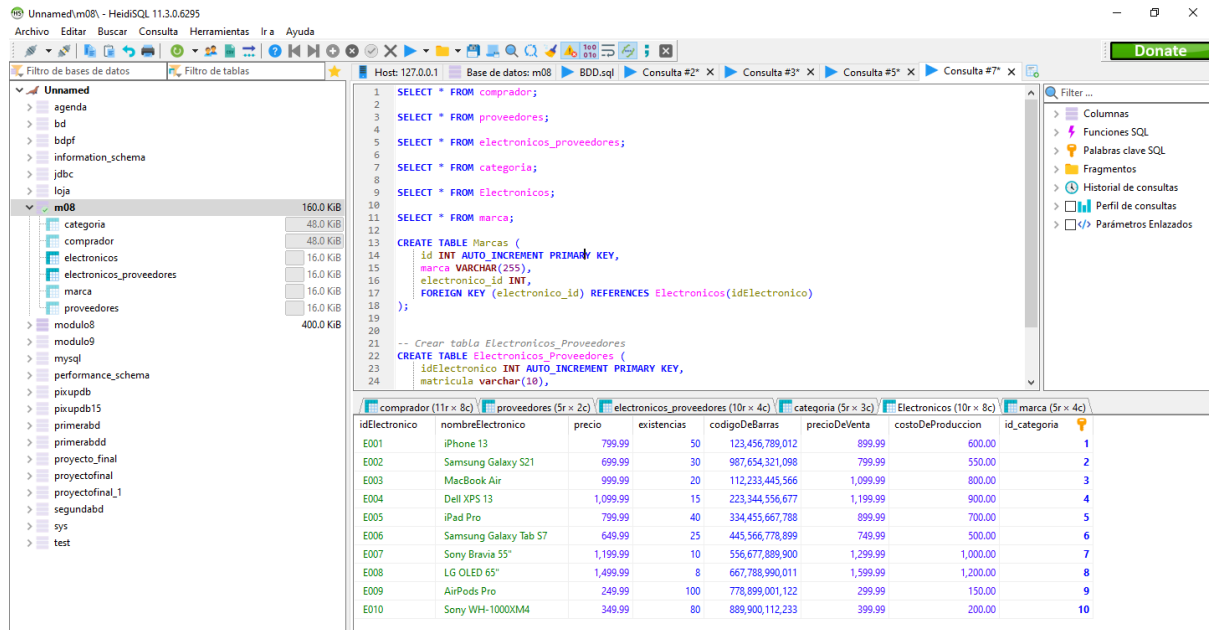 Unnamed\m08\ - HeidiSQL 11.3.0.6295
Archivo Editar Buscar Consulta Herramientas Ir a Ayuda
Donate
Filtro de bases de datos Filtro de tablas
Host: 127.0.0.1 Base de datos: m08 BDD.sql Consulta #2* Consulta #3* Consulta #5* Consulta #7*
Unnamed
agenda
bd
bdpf
information_schema
jdbc
loja
m08 160.0 KiB
categoria 48.0 KiB
comprador 48.0 KiB
electronicos 16.0 KiB
electronicos_proveedores 16.0 KiB
marca 16.0 KiB
proveedores 16.0 KiB
modulo8 400.0 KiB
modulo9
mysql
performance_schema
pixupdb
pixupdb15
primerabd
primerabdd
proyecto_final
proyectofinal
proyectofinal_1
segundabd
sys
test
1 SELECT * FROM comprador;
2
3 SELECT * FROM proveedores;
4
5 SELECT * FROM electronicos_proveedores;
6
7 SELECT * FROM categoria;
8
9 SELECT * FROM Electronicos;
10
11 SELECT * FROM marca;
12
13 CREATE TABLE Marcas (
14 id INT AUTO_INCREMENT PRIMARY KEY,
15 marca VARCHAR(255),
16 electronico_id INT,
17 FOREIGN KEY (electronico_id) REFERENCES Electronicos(idElectronico)
18 );
19
20
21 -- Crear tabla Electronicos_Proveedores
22 CREATE TABLE Electronicos_Proveedores (
23 idElectronico INT AUTO_INCREMENT PRIMARY KEY,
24 matricula varchar(10),
Filter ...
Columnas
Funciones SQL
Palabras clave SQL
Fragmentos
Historial de consultas
Perfil de consultas
Parámetros Enlazados
comprador (11r × 8c) proveedores (5r × 2c) electronicos_proveedores (10r × 4c) categoria (5r × 3c) Electronicos (10r × 8c) marca (5r × 4c)
idElectronico nombreElectronico precio existencias codigoDeBarras precioDeVenta costoDeProduccion id_categoria
E001 iPhone 13 799.99 50 123,456,789,012 899.99 600.00 1
E002 Samsung Galaxy S21 699.99 30 987,654,321,098 799.99 550.00 2
E003 MacBook Air 999.99 20 112,233,445,566 1,099.99 800.00 3
E004 Dell XPS 13 1,099.99 15 223,344,556,677 1,199.99 900.00 4
E005 iPad Pro 799.99 40 334,455,667,788 899.99 700.00 5
E006 Samsung Galaxy Tab S7 649.99 25 445,566,778,899 749.99 500.00 6
E007 Sony Bravia 55" 1,199.99 10 556,677,889,900 1,299.99 1,000.00 7
E008 LG OLED 65" 1,499.99 8 667,788,990,011 1,599.99 1,200.00 8
E009 AirPods Pro 249.99 100 778,899,001,122 299.99 150.00 9
E010 Sony WH-1000XM4 349.99 80 889,900,112,233 399.99 200.00 10